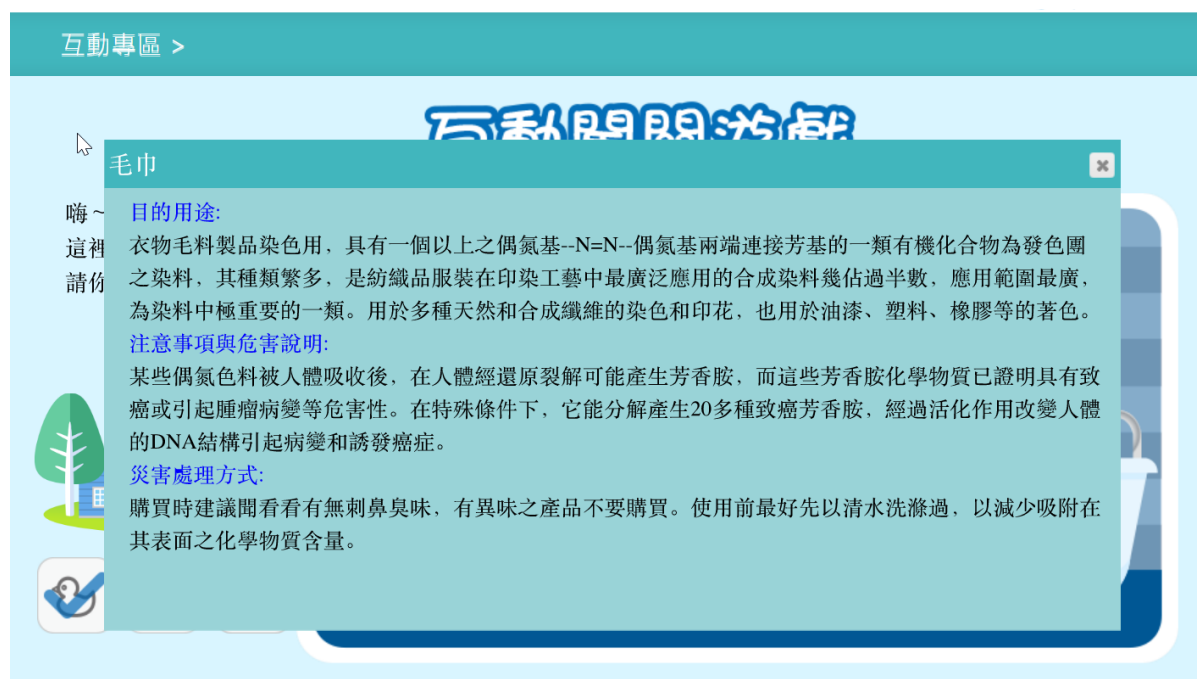 互動專區 >
互動闖關遊戲
毛巾
嗨~
這裡
請你
目的用途:
衣物毛料製品染色用，具有一個以上之偶氮基--N=N--偶氮基兩端連接芳基的一類有機化合物為發色團
之染料，其種類繁多，是紡織品服裝在印染工藝中最廣泛應用的合成染料幾佔過半數，應用範圍最廣，
為染料中極重要的一類。用於多種天然和合成纖維的染色和印花，也用於油漆、塑料、橡膠等的著色。
注意事項與危害說明:
某些偶氮色料被人體吸收後，在人體經還原裂解可能產生芳香胺，而這些芳香胺化學物質已證明具有致
癌或引起腫瘤病變等危害性。在特殊條件下，它能分解產生20多種致癌芳香胺，經過活化作用改變人體
的DNA結構引起病變和誘發癌症。
災害處理方式:
購買時建議聞看看有無刺鼻臭味，有異味之產品不要購買。使用前最好先以清水洗滌過，以減少吸附在
其表面之化學物質含量。